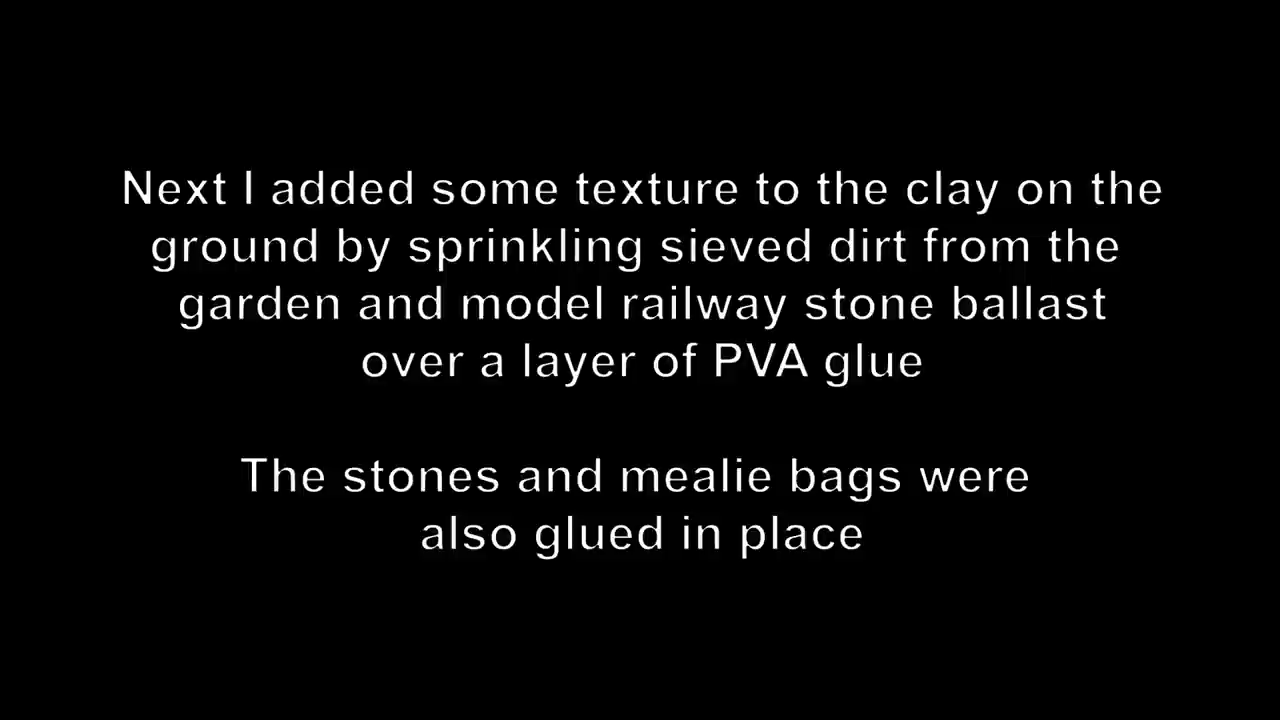 Next I added some texture to the clay on the
ground by sprinkling sieved dirt from the
garden and model railway stone ballast
over a layer of PVA glue
The stones and mealie bags were
also glued in place